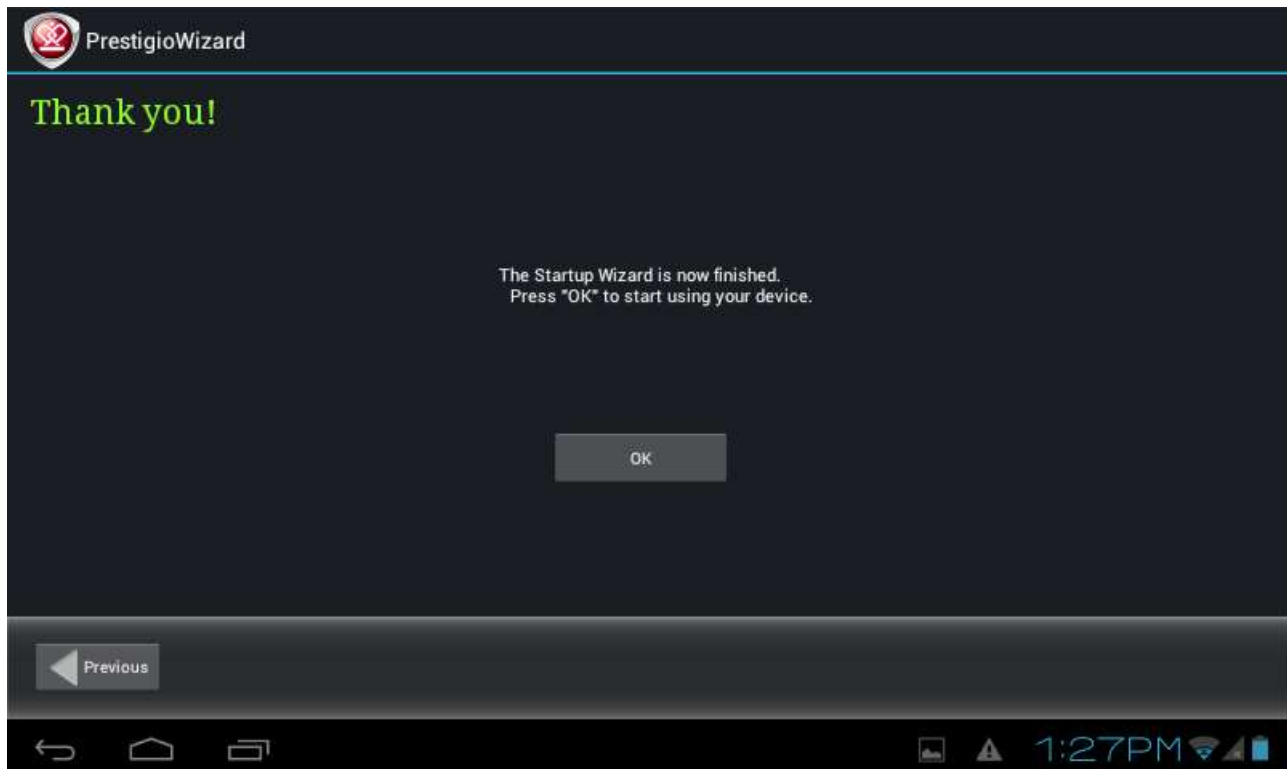 PrestigioWizard
Thank you!
The Startup Wizard is now finished.
Press "OK" to start using your device.
OK
Previous
1:27PM